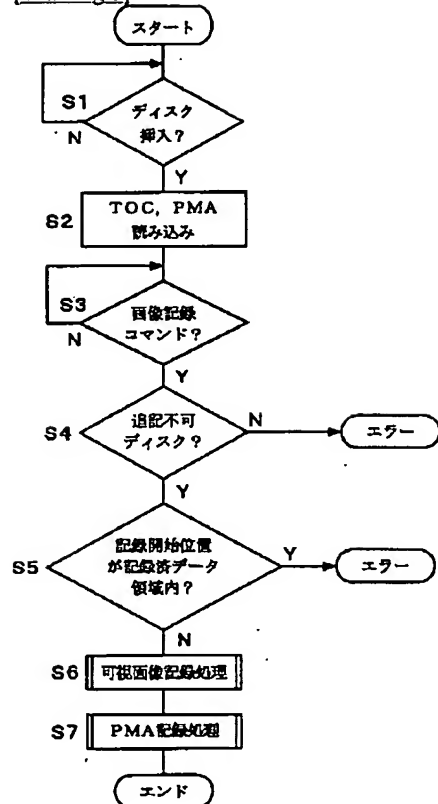 スタート
S1
ディスク
挿入?
N
Y
S2
TOC, PMA
読み込み
S3
画像記録
コマンド?
N
Y
S4
追記不可
ディスク?
N
エラー
Y
S5
記録開始位置
が記録済データ
領域内?
Y
エラー
N
S6
可視画像記録処理
S7
PMA記録処理
エンド